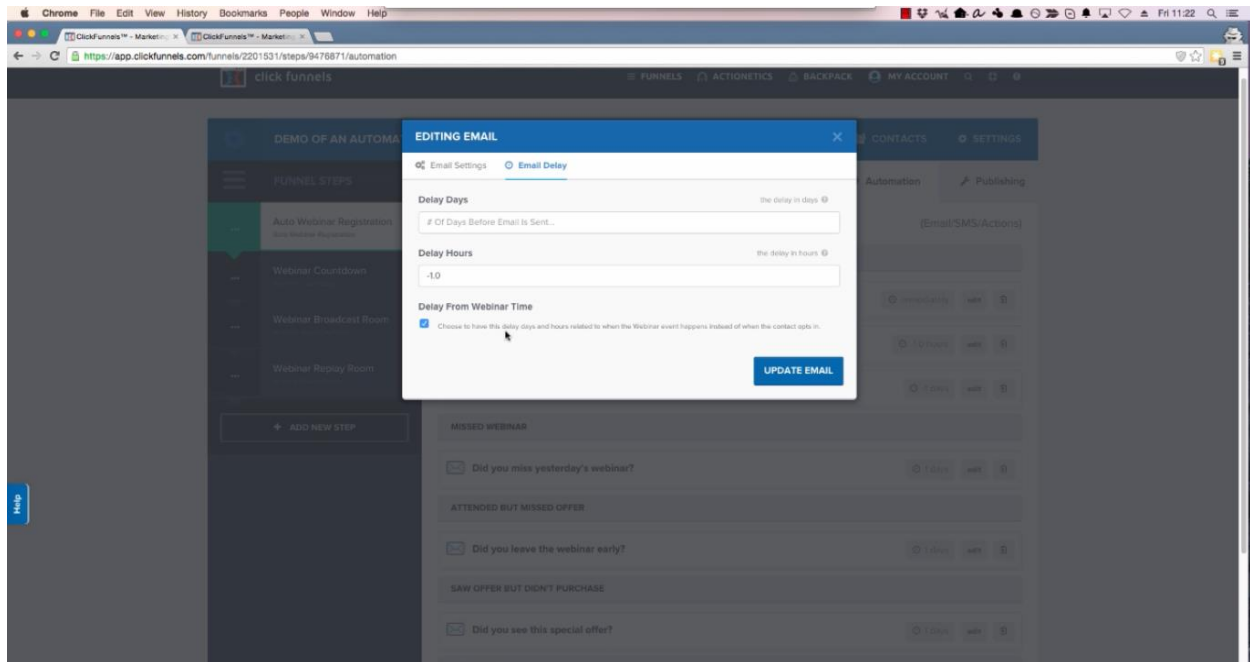 Chrome File Edit View History Bookmarks People Window Help
Fri 11:22
ClickFunnels™ - Marketing
ClickFunnels™ - Marketing
https://app.clickfunnels.com/funnels/2201531/steps/9476871/automation
click funnels
FUNNELS ACTIONETICS BACKPACK MY ACCOUNT
DEMO OF AN AUTOMA
CONTACTS SETTINGS
EDITING EMAIL
Email Settings Email Delay
FUNNEL STEPS
Automation Publishing
Delay Days the delay in days
# Of Days Before Email Is Sent...
Auto Webinar Registration
(Email/SMS/Actions)
Delay Hours the delay in hours
-1.0
Webinar Countdown
Delay From Webinar Time
Choose to have this delay days and hours related to when the Webinar event happens instead of when the contact opts in.
Webinar Broadcast Room
Webinar Replay Room
UPDATE EMAIL
+ ADD NEW STEP
MISSED WEBINAR
Did you miss yesterday's webinar?
Help
ATTENDED BUT MISSED OFFER
Did you leave the webinar early?
SAW OFFER BUT DIDN'T PURCHASE
Did you see this special offer?